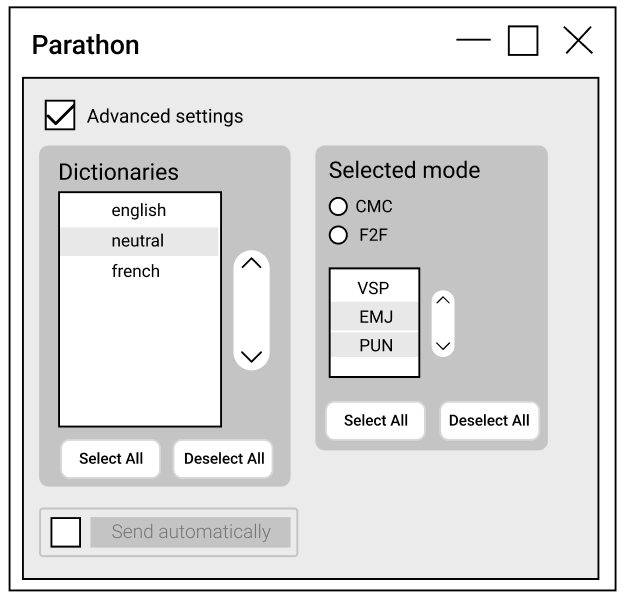 Parathon
Advanced settings
Dictionaries
english
neutral
french
Select All
Deselect All
Selected mode
CMC
F2F
VSP
EMJ
PUN
Select All
Deselect All
Send automatically